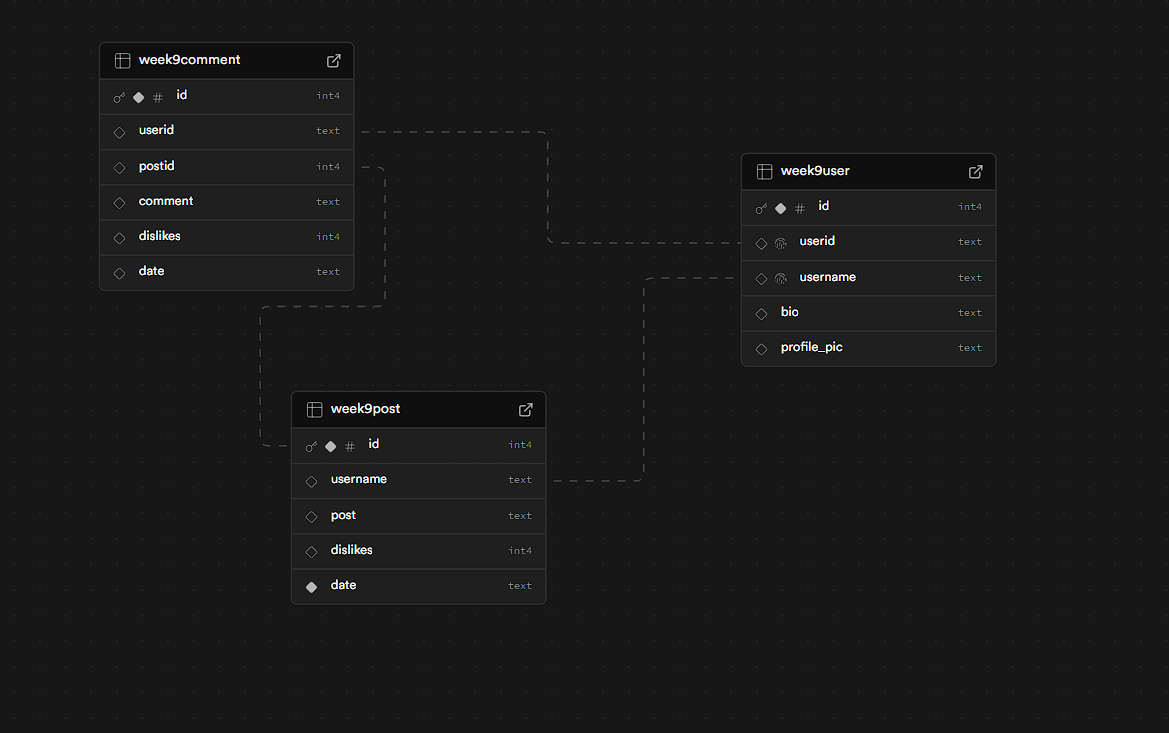 week9comment
# id int4
userid text
postid int4
comment text
dislikes int4
date text
week9user
# id int4
userid text
username text
bio text
profile_pic text
week9post
# id int4
username text
post text
dislikes int4
date text